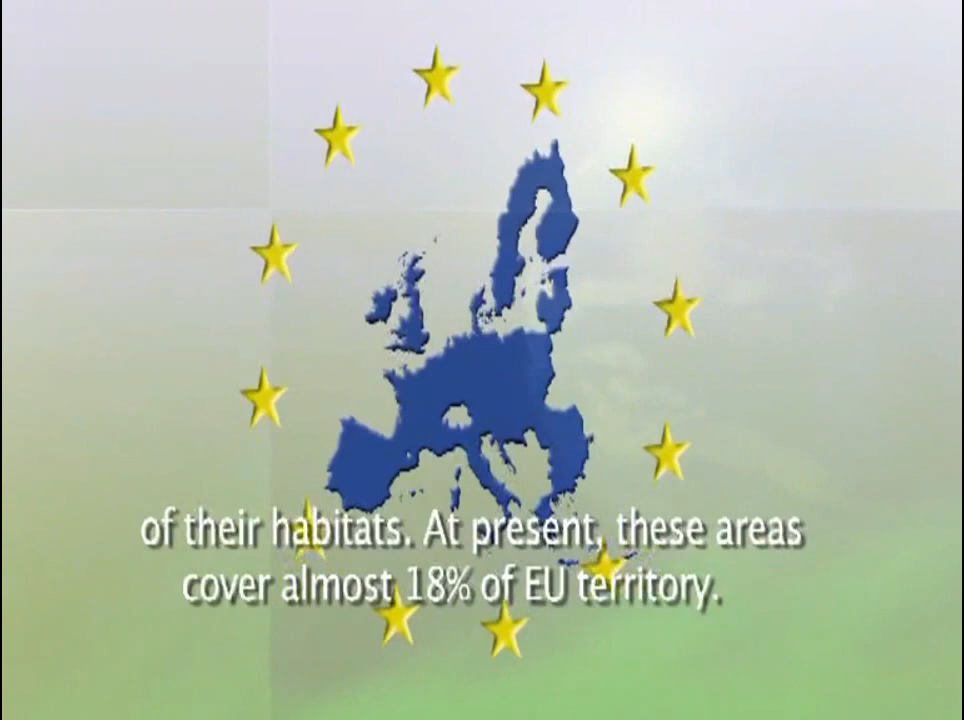 of their habitats. At present, these areas
cover almost 18% of EU territory.